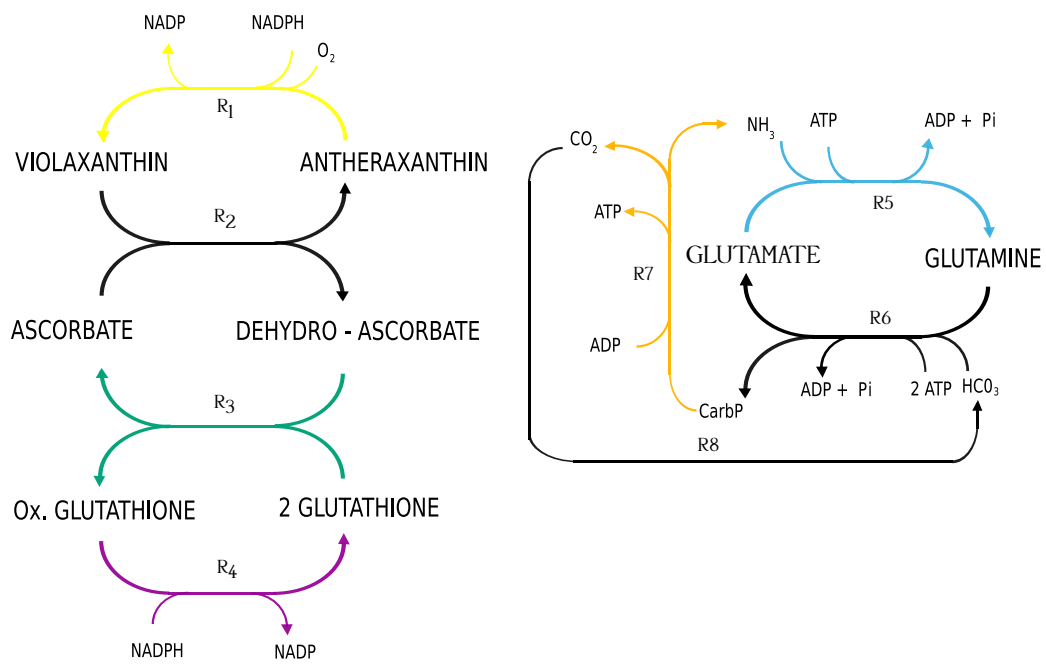 NADP NADPH
O2
R1
VIOLAXANTHIN ANTHERAXANTHIN
R2
ASCORBATE DEHYDRO - ASCORBATE
R3
Ox. GLUTATHIONE 2 GLUTATHIONE
R4
NADPH NADP
CO2 NH3 ATP ADP + Pi
R5
ATP
GLUTAMATE GLUTAMINE
R7
R6
ADP
CarbP ADP + Pi 2 ATP HC03
R8